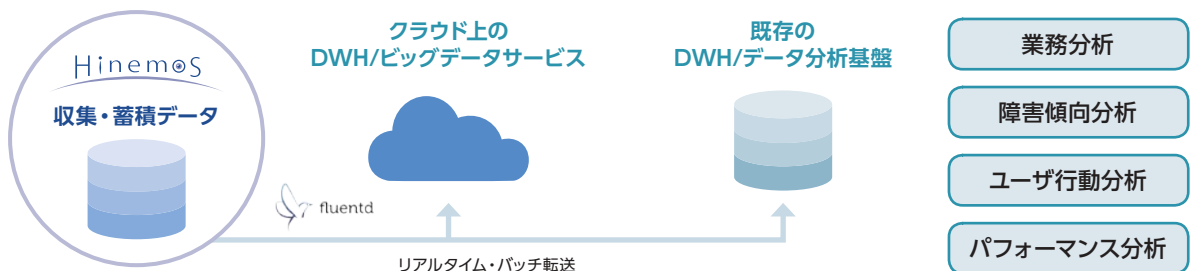 Hinemos
収集・蓄積データ
fluentd
クラウド上の
DWH/ビッグデータサービス
既存の
DWH/データ分析基盤
リアルタイム・バッチ転送
業務分析
障害傾向分析
ユーザ行動分析
パフォーマンス分析